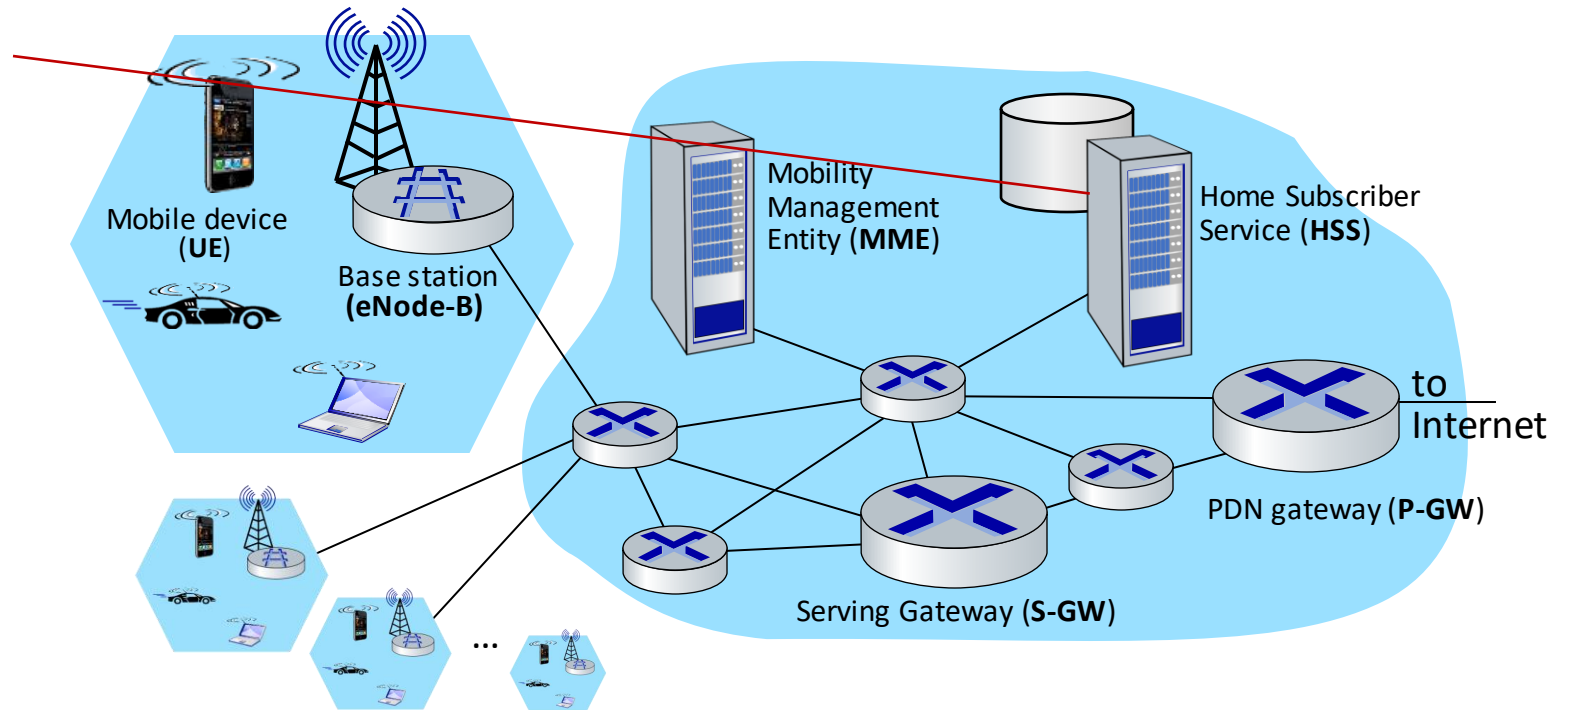 Mobile device
(UE)
Base station
(eNode-B)
Mobility
Management
Entity (MME)
Home Subscriber
Service (HSS)
to
Internet
PDN gateway (P-GW)
Serving Gateway (S-GW)
...